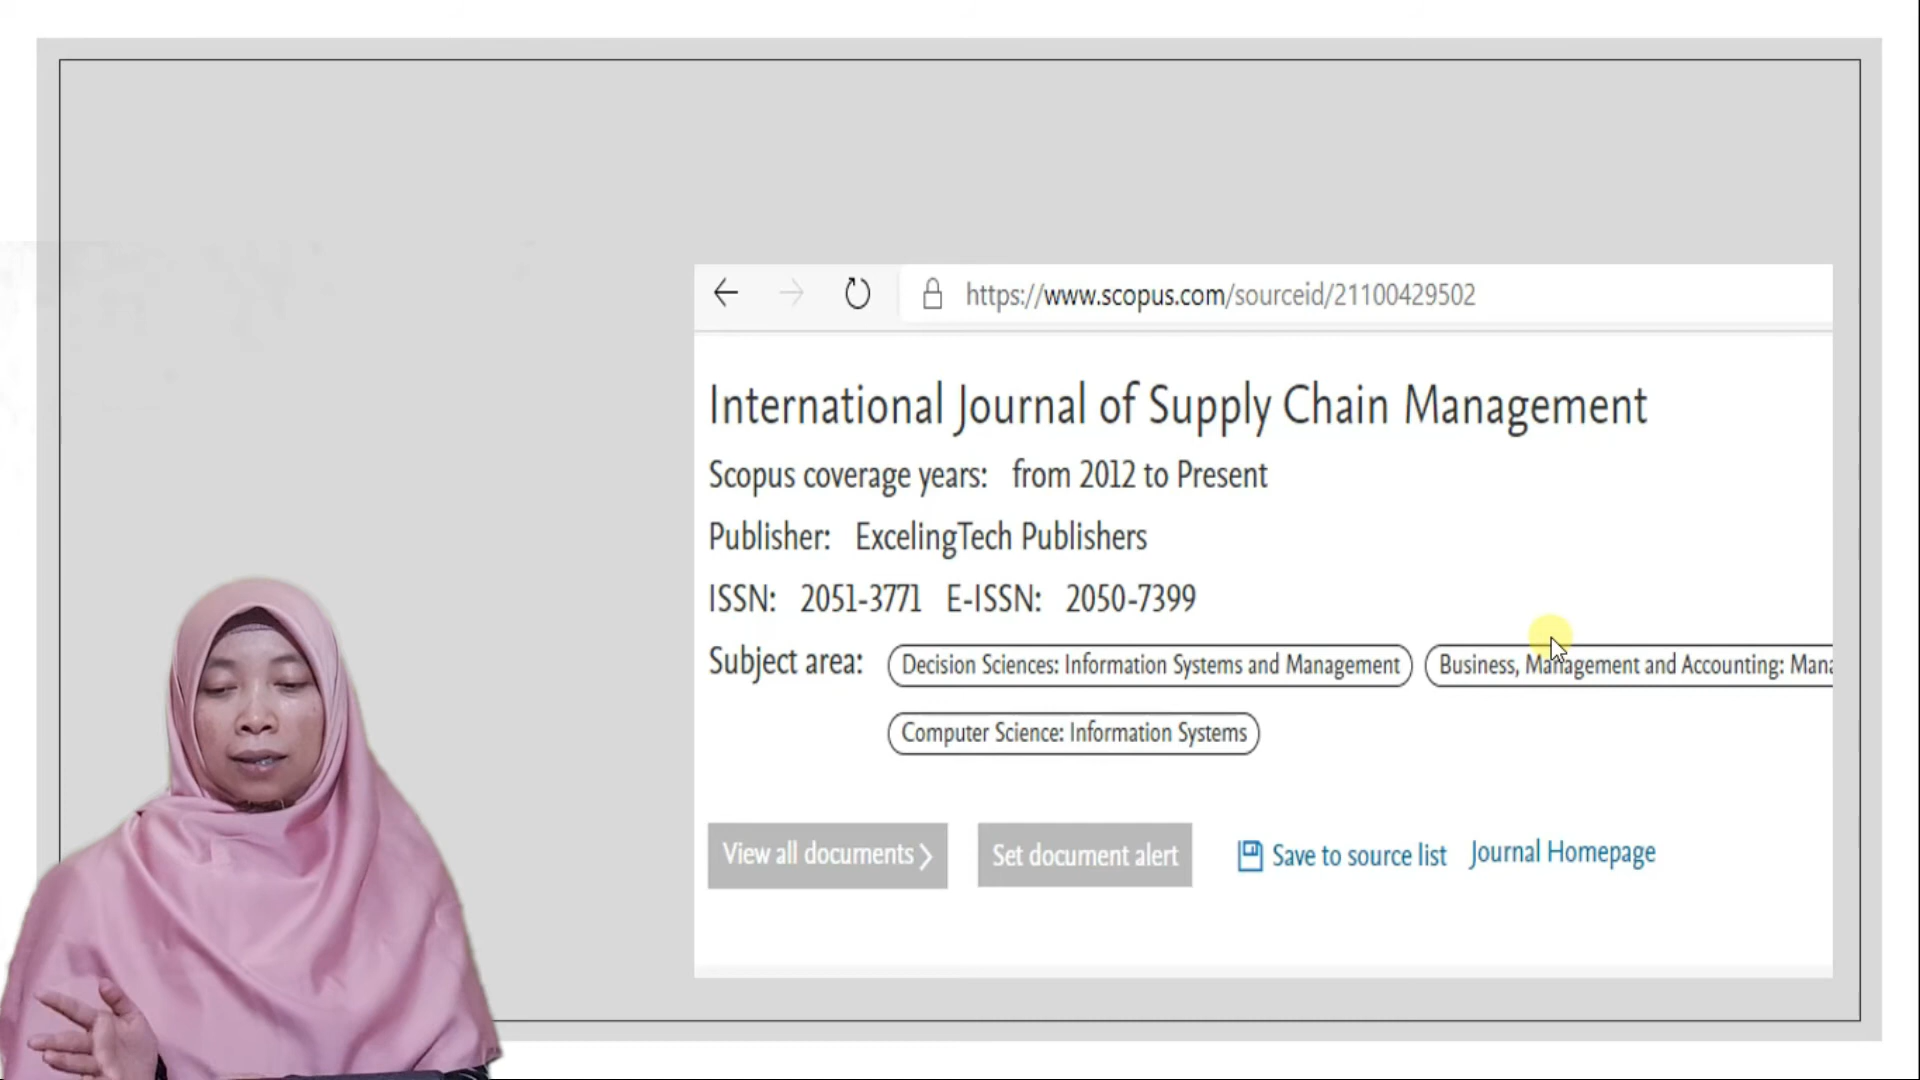 https://www.scopus.com/sourceid/21100429502
International Journal of Supply Chain Management
Scopus coverage years: from 2012 to Present
Publisher: ExcelingTech Publishers
ISSN: 2051-3771 E-ISSN: 2050-7399
Subject area: Decision Sciences: Information Systems and Management Business, Management and Accounting: Mana
Computer Science: Information Systems
View all documents Set document alert Save to source list Journal Homepage